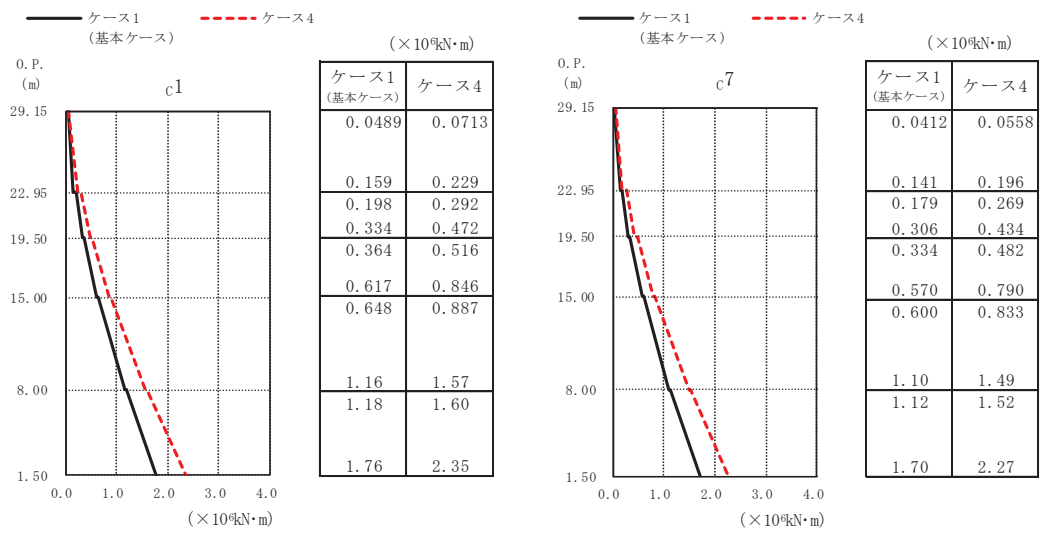 ケース1
(基本ケース)
ケース4
(×10⁶kN・m)
O.P.
(m)
C1
29.15
22.95
19.50
15.00
8.00
1.50
0.0 1.0 2.0 3.0 4.0
(×10⁶kN・m)
ケース1 ケース4
(基本ケース)
0.0489 0.0713
0.159 0.229
0.198 0.292
0.334 0.472
0.364 0.516
0.617 0.846
0.648 0.887
1.16 1.57
1.18 1.60
1.76 2.35
ケース1
(基本ケース)
ケース4
(×10⁶kN・m)
O.P.
(m)
C7
29.15
22.95
19.50
15.00
8.00
1.50
0.0 1.0 2.0 3.0 4.0
(×10⁶kN・m)
ケース1 ケース4
(基本ケース)
0.0412 0.0558
0.141 0.196
0.179 0.269
0.306 0.434
0.334 0.482
0.570 0.790
0.600 0.833
1.10 1.49
1.12 1.52
1.70 2.27